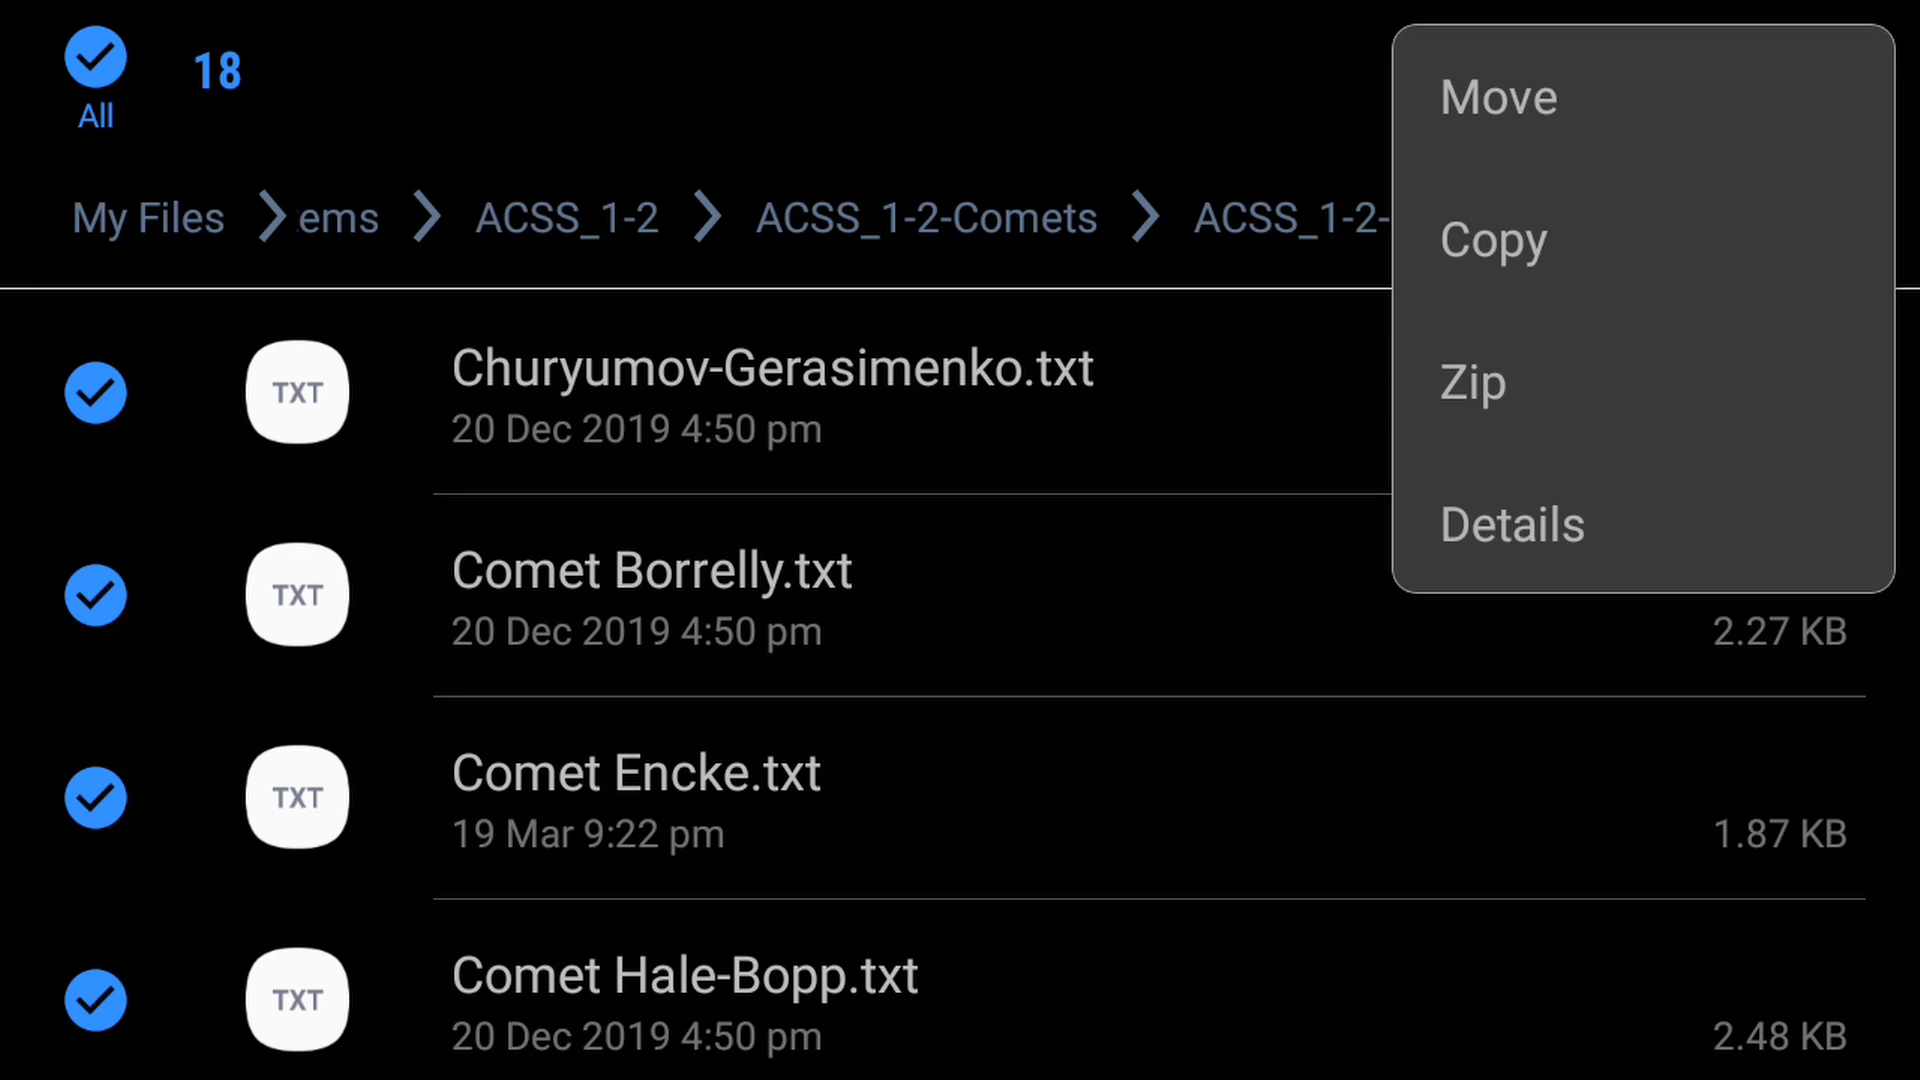 18
All
Move
Copy
Zip
Details
My Files ems ACSS_1-2 ACSS_1-2-Comets ACSS_1-2-
TXT
Churyumov-Gerasimenko.txt
20 Dec 2019 4:50 pm
TXT
Comet Borrelly.txt
20 Dec 2019 4:50 pm
2.27 KB
TXT
Comet Encke.txt
19 Mar 9:22 pm
1.87 KB
TXT
Comet Hale-Bopp.txt
20 Dec 2019 4:50 pm
2.48 KB